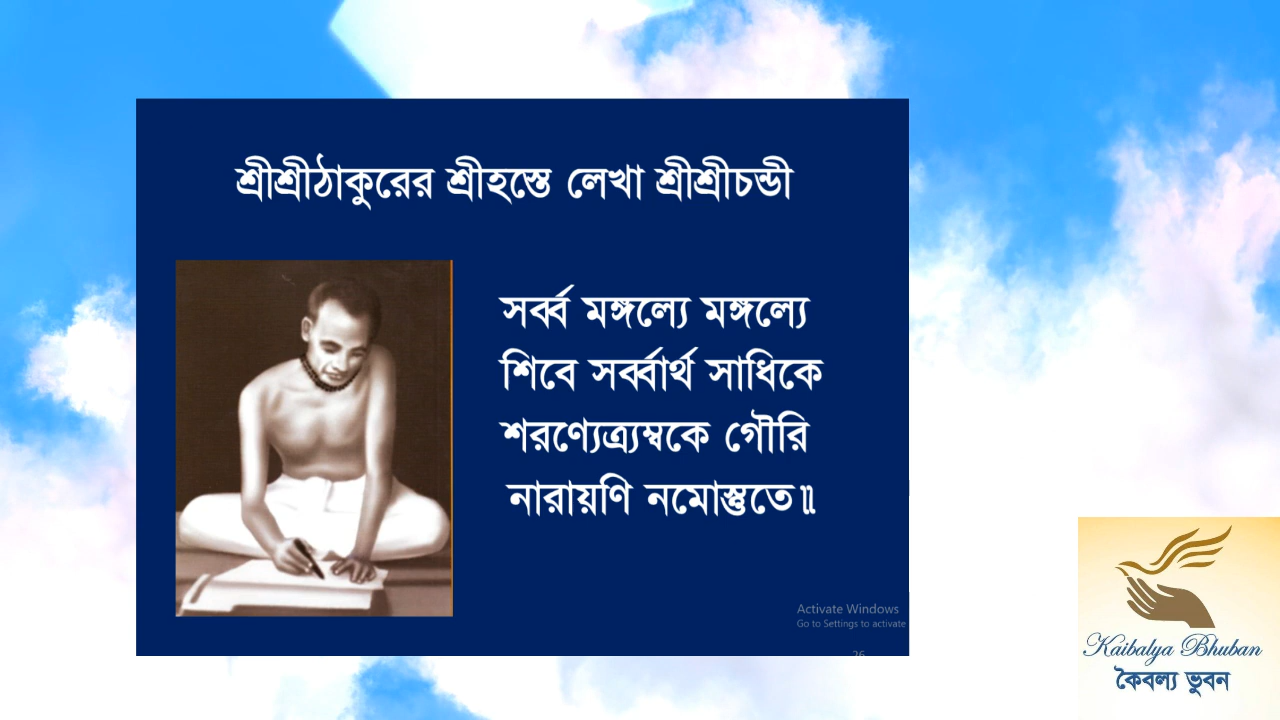 শ্রীশ্রীঠাকুরের শ্রীহস্তে লেখা শ্রীশ্রীচন্ডী
সর্ব্ব মঙ্গল্যে মঙ্গল্যে
শিবে সর্ব্বার্থ সাধিকে
শরণ্যেত্র্যম্বকে গৌরি
নারায়ণি নমোস্তুতে॥
Activate Windows
Go to Settings to activate
26
Kaibalya Bhuban
কৈবল্য ভুবন